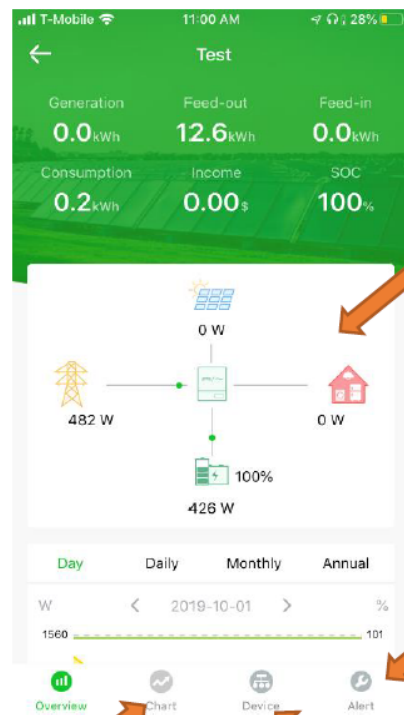 T-Mobile 11:00 AM 28%
Test
Generation Feed-out Feed-in
0.0kWh 12.6kWh 0.0kWh
Consumption Income SOC
0.2kWh 0.00$ 100%
0 W
482 W 0 W
100%
426 W
Day Daily Monthly Annual
W < 2019-10-01 > %
1560 101
Overview Chart Device Alert